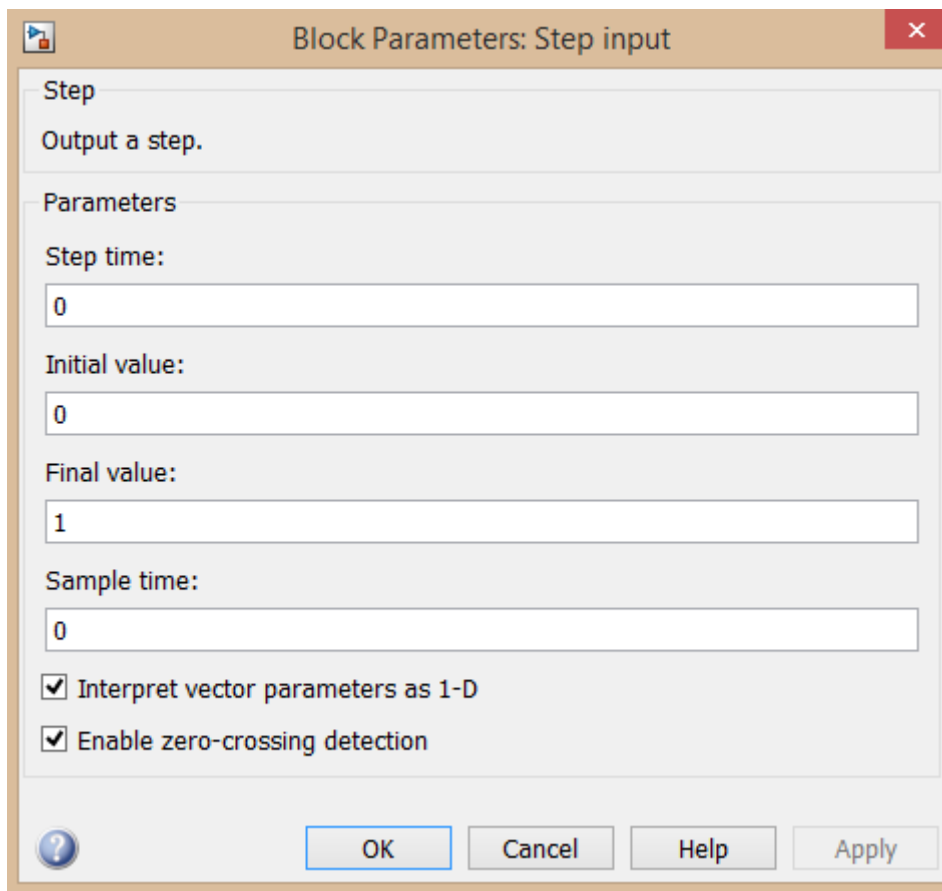 Block Parameters: Step input
Step
Output a step.
Parameters
Step time:
0
Initial value:
0
Final value:
1
Sample time:
0
Interpret vector parameters as 1-D
Enable zero-crossing detection
OK Cancel Help Apply